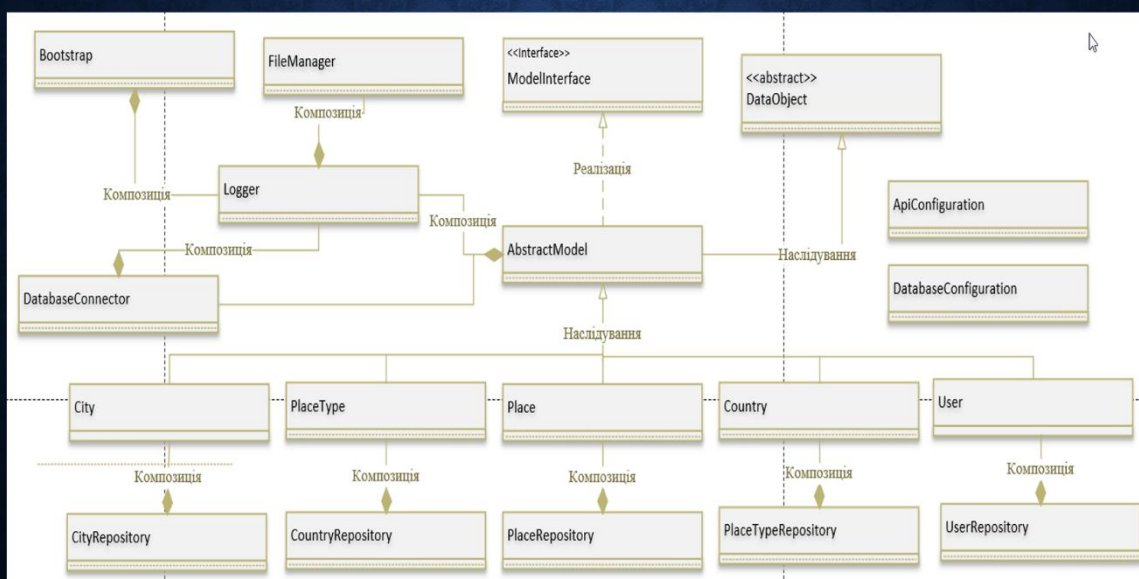 Bootstrap
FileManager
<<Interface>>
ModelInterface
<<abstract>>
DataObject
Композиція
Реалізація
Композиція
Logger
Композиція
ApiConfiguration
Композиція
AbstractModel
Наслідування
DatabaseConnector
DatabaseConfiguration
Наслідування
City
PlaceType
Place
Country
User
Композиція
Композиція
Композиція
Композиція
Композиція
CityRepository
CountryRepository
PlaceRepository
PlaceTypeRepository
UserRepository